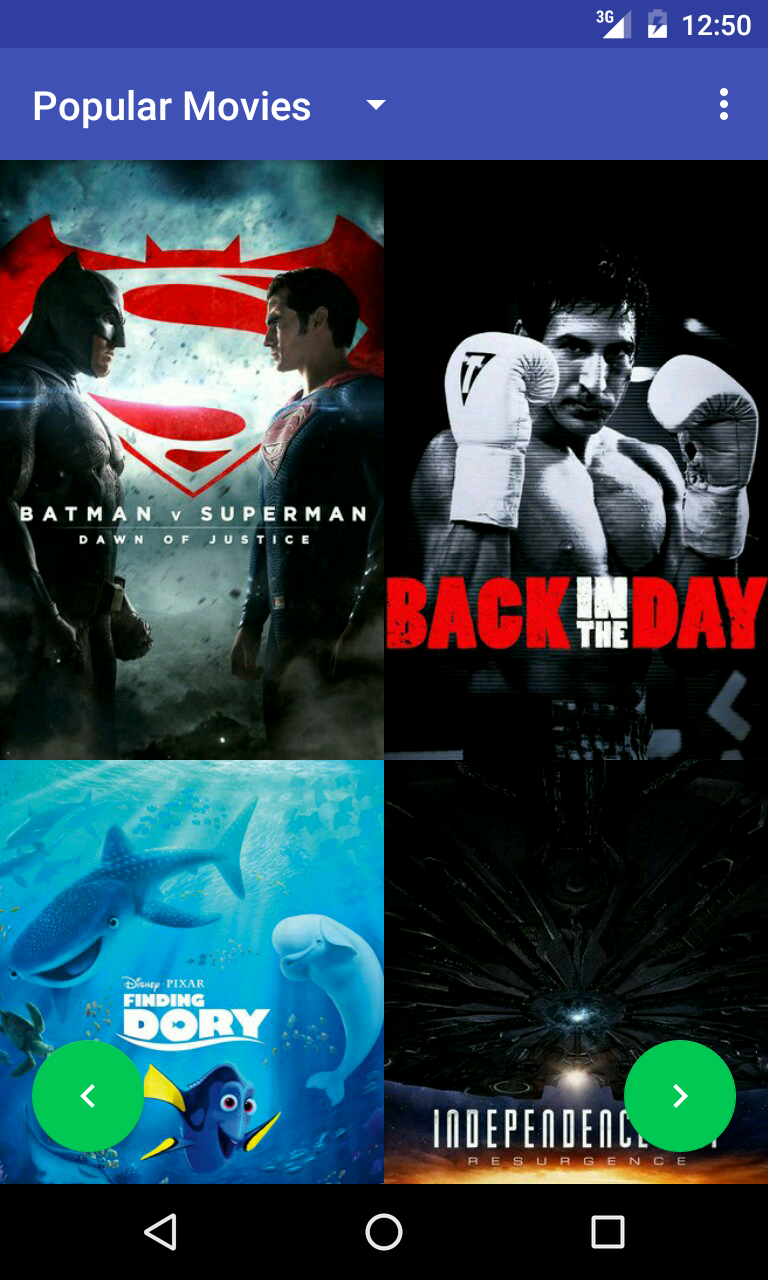 3G 12:50
Popular Movies
BATMAN v SUPERMAN
DAWN OF JUSTICE
T
BACK IN THE DAY
Disney · PIXAR
FINDING
DORY
RESURGENCE